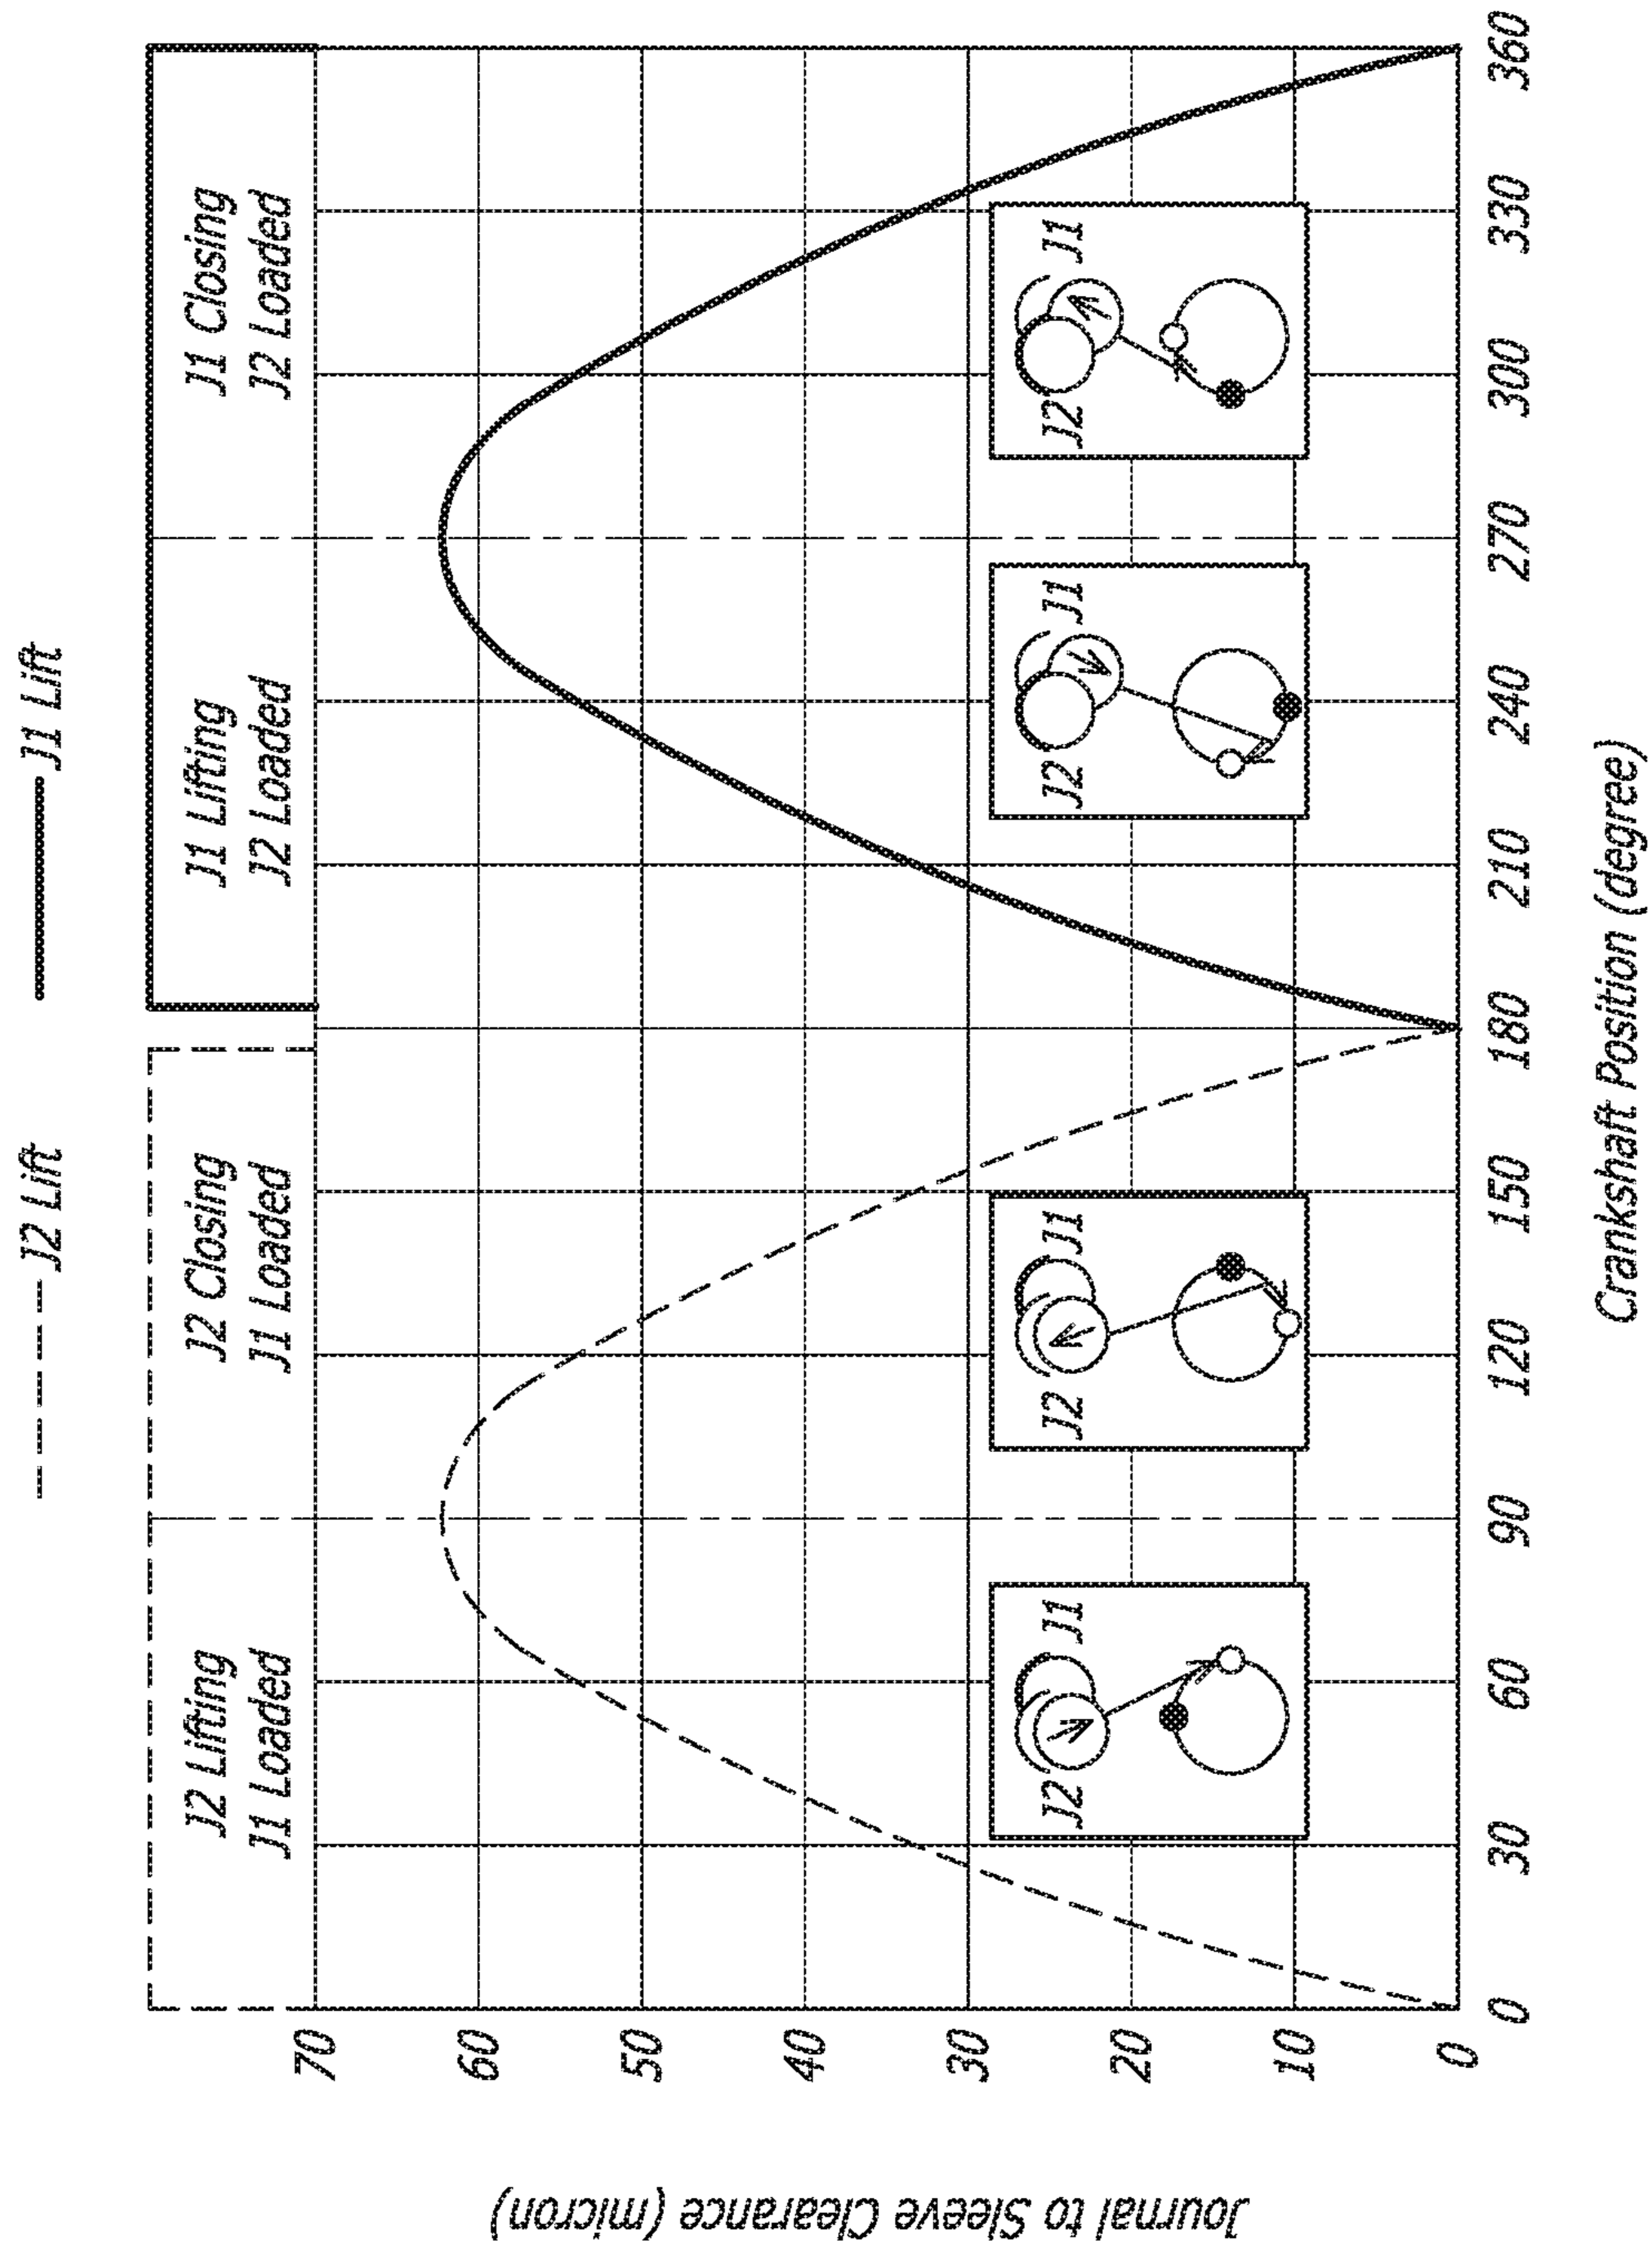 J2 Lift
J1 Lift
J2 Lifting
J1 Loaded
J2 Closing
J1 Loaded
J1 Lifting
J2 Loaded
J1 Closing
J2 Loaded
Journal to Sleeve Clearance (micron)
70
60
50
40
30
20
10
0
J2
J1
J2
J1
J2
J1
J2
J1
0
30
60
90
120
150
180
210
240
270
300
330
360
Crankshaft Position (degree)